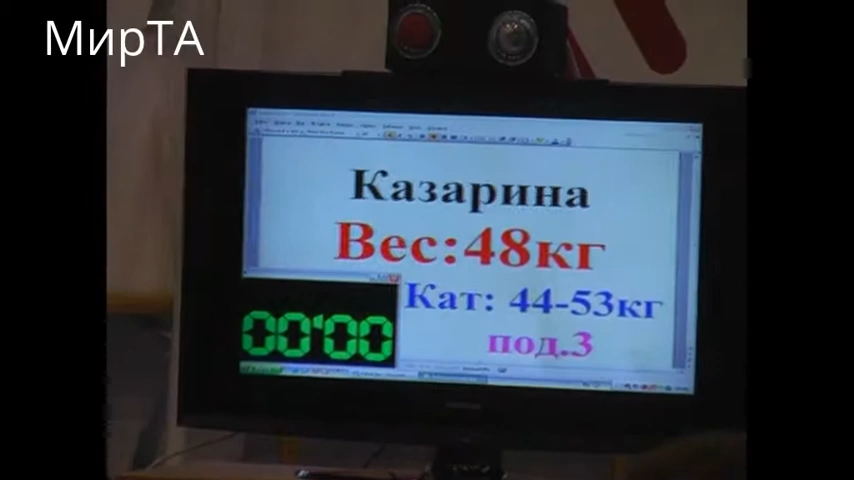 МирТА
Казарина
Вес:48кг
Кат: 44-53кг
под.3
00'00